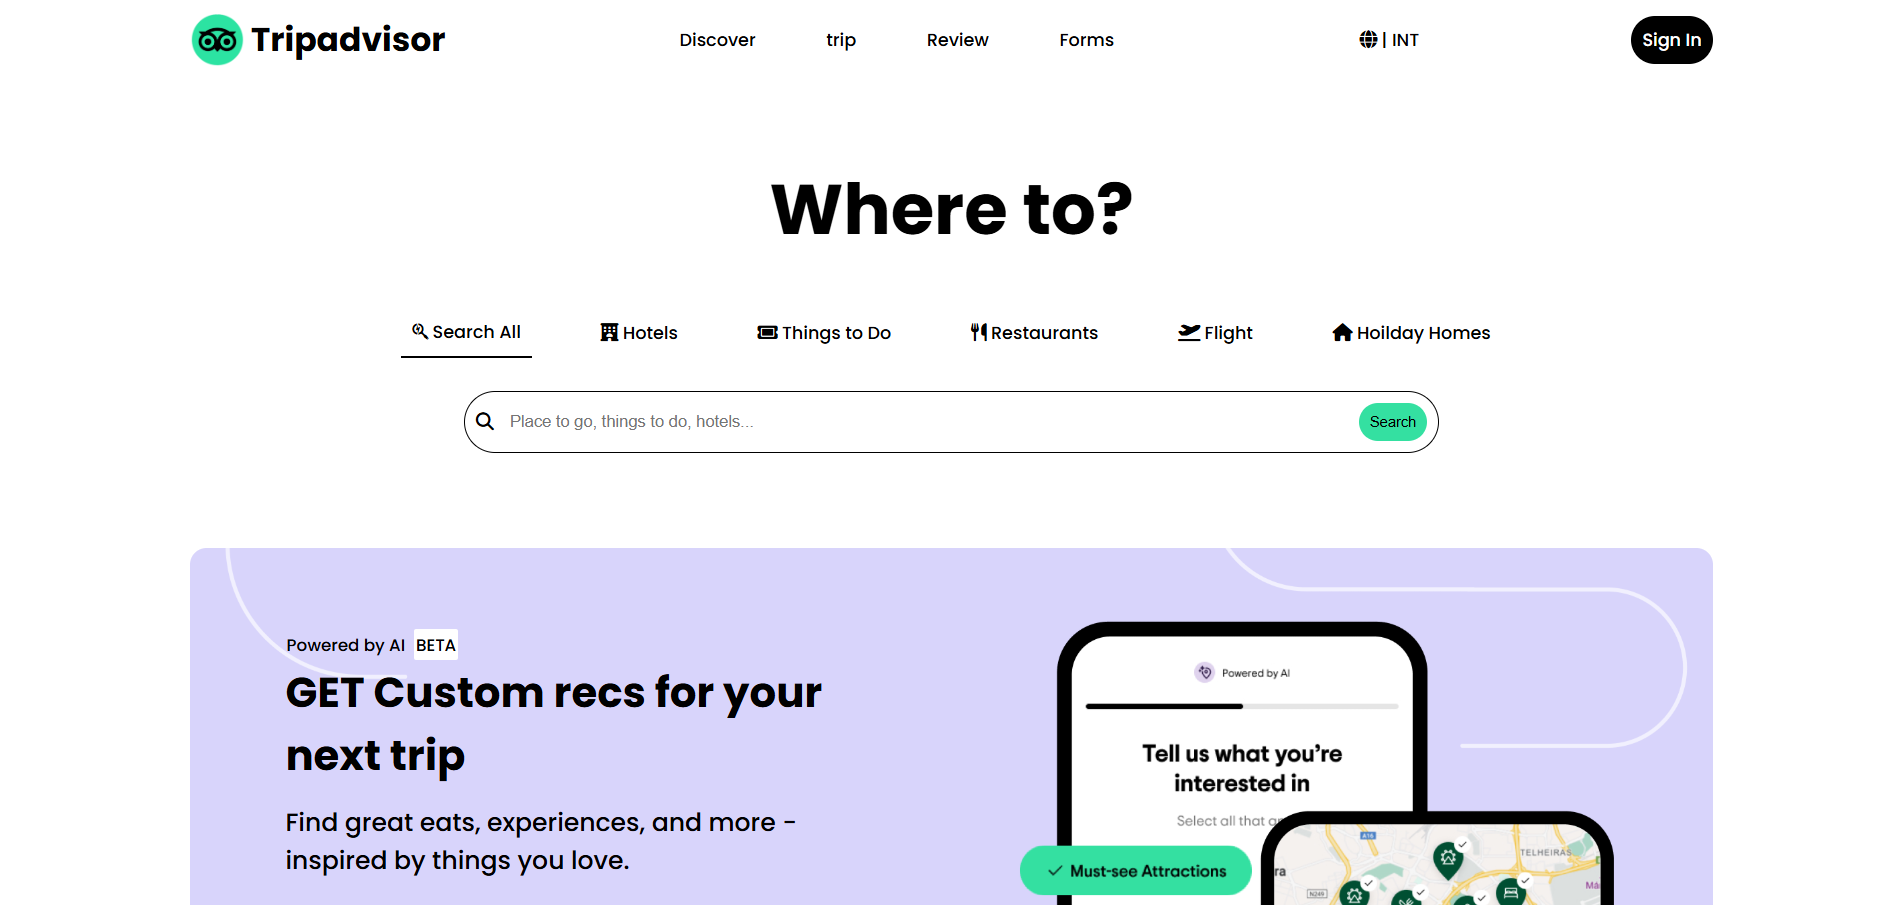 Tripadvisor
Discover trip Review Forms
| INT
Sign In
Where to?
Search All Hotels Things to Do Restaurants Flight Hoilday Homes
Place to go, things to do, hotels...
Search
Powered by AI BETA
GET Custom recs for your
next trip
Find great eats, experiences, and more -
inspired by things you love.
Powered by AI
Tell us what you're
interested in
Select all that
Must-see Attractions
A16
TELHEIRAS
N249